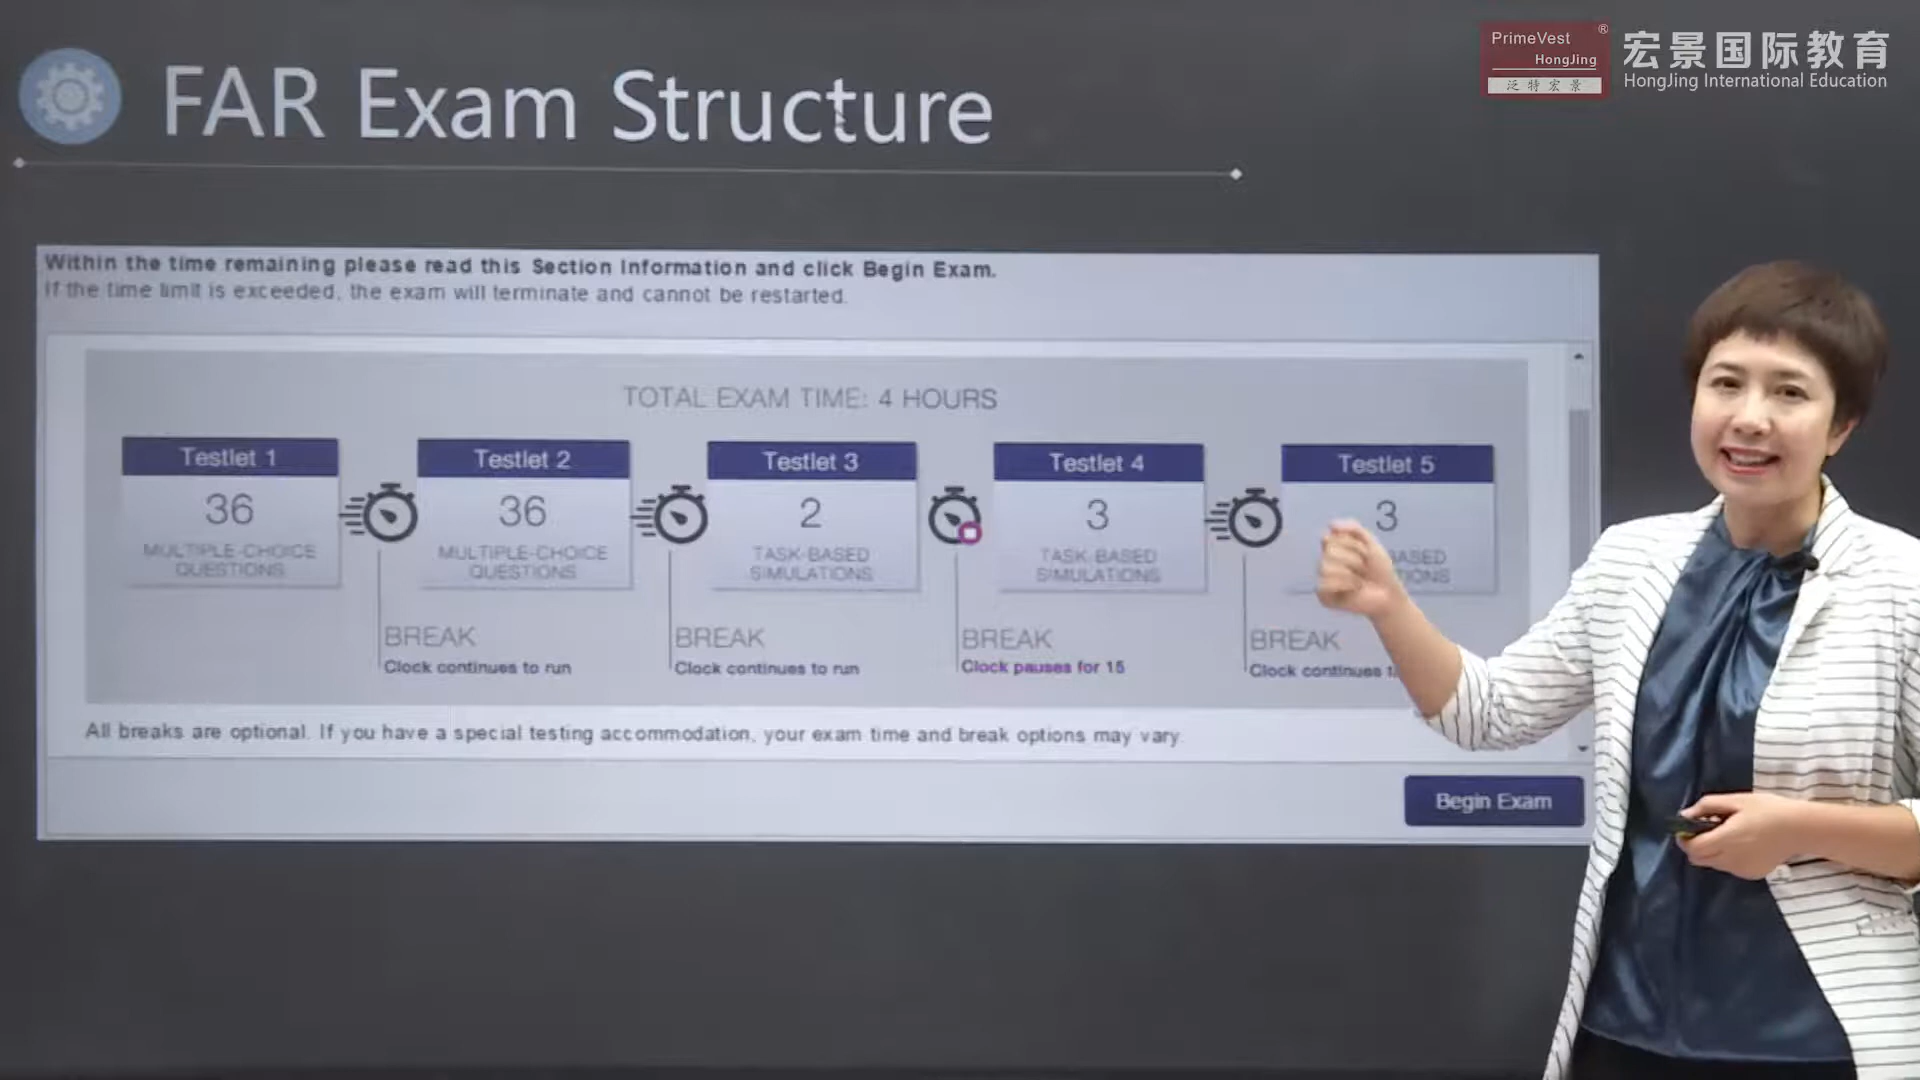 PrimeVest ®
HongJing
泛特宏景
宏景国际教育
HongJing International Education
FAR Exam Structure
Within the time remaining please read this Section Information and click Begin Exam.
If the time limit is exceeded, the exam will terminate and cannot be restarted.
TOTAL EXAM TIME: 4 HOURS
Testlet 1
36
MULTIPLE-CHOICE
QUESTIONS
BREAK
Clock continues to run
Testlet 2
36
MULTIPLE-CHOICE
QUESTIONS
BREAK
Clock continues to run
Testlet 3
2
TASK-BASED
SIMULATIONS
BREAK
Clock pauses for 15
Testlet 4
3
TASK-BASED
SIMULATIONS
BREAK
Clock continues
Testlet 5
3
All breaks are optional. If you have a special testing accommodation, your exam time and break options may vary.
Begin Exam